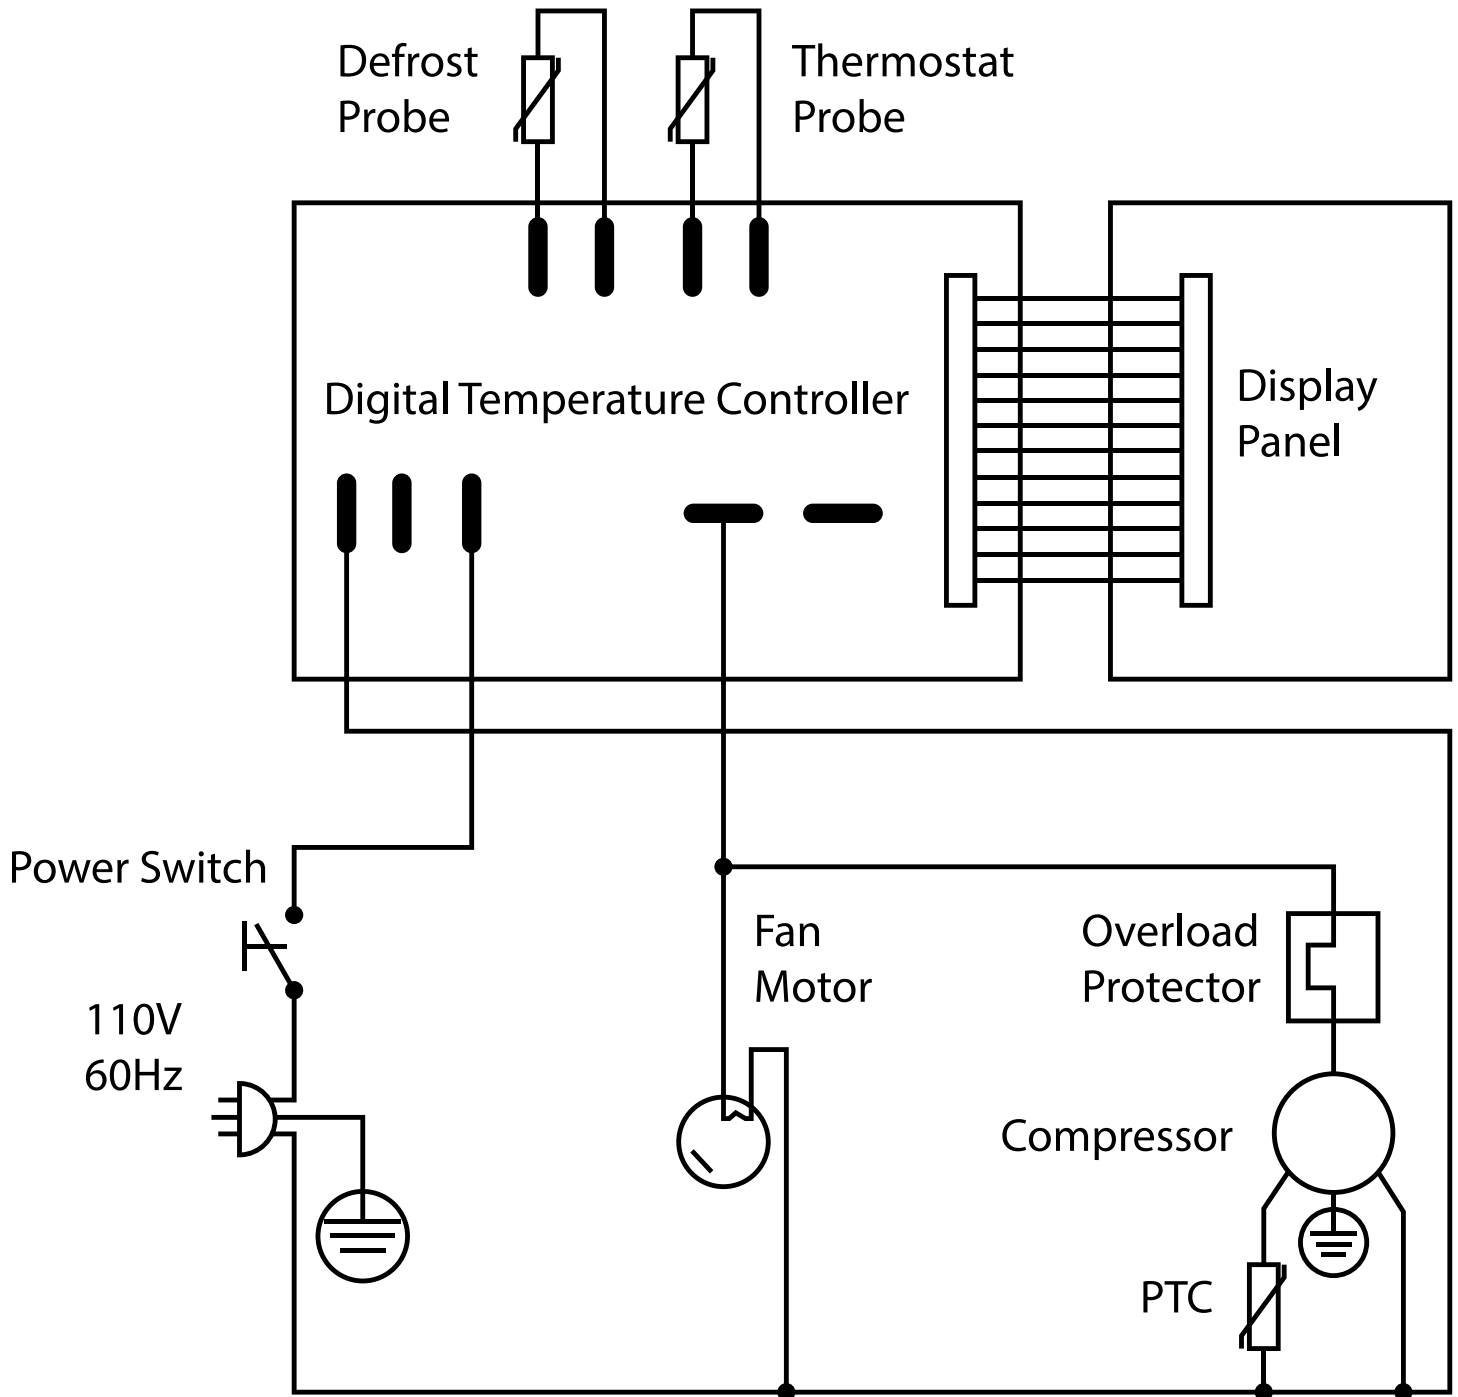 Defrost
Probe
Thermostat
Probe
Digital Temperature Controller
Display
Panel
Power Switch
110V
60Hz
Fan
Motor
Overload
Protector
Compressor
PTC